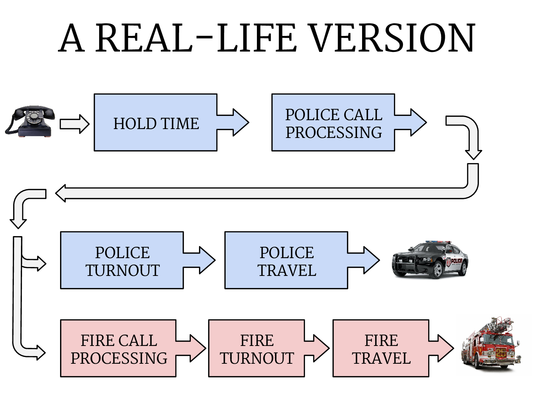 A REAL-LIFE VERSION
HOLD TIME
POLICE CALL
PROCESSING
POLICE
TURNOUT
POLICE
TRAVEL
POLICE
FIRE CALL
PROCESSING
FIRE
TURNOUT
FIRE
TRAVEL